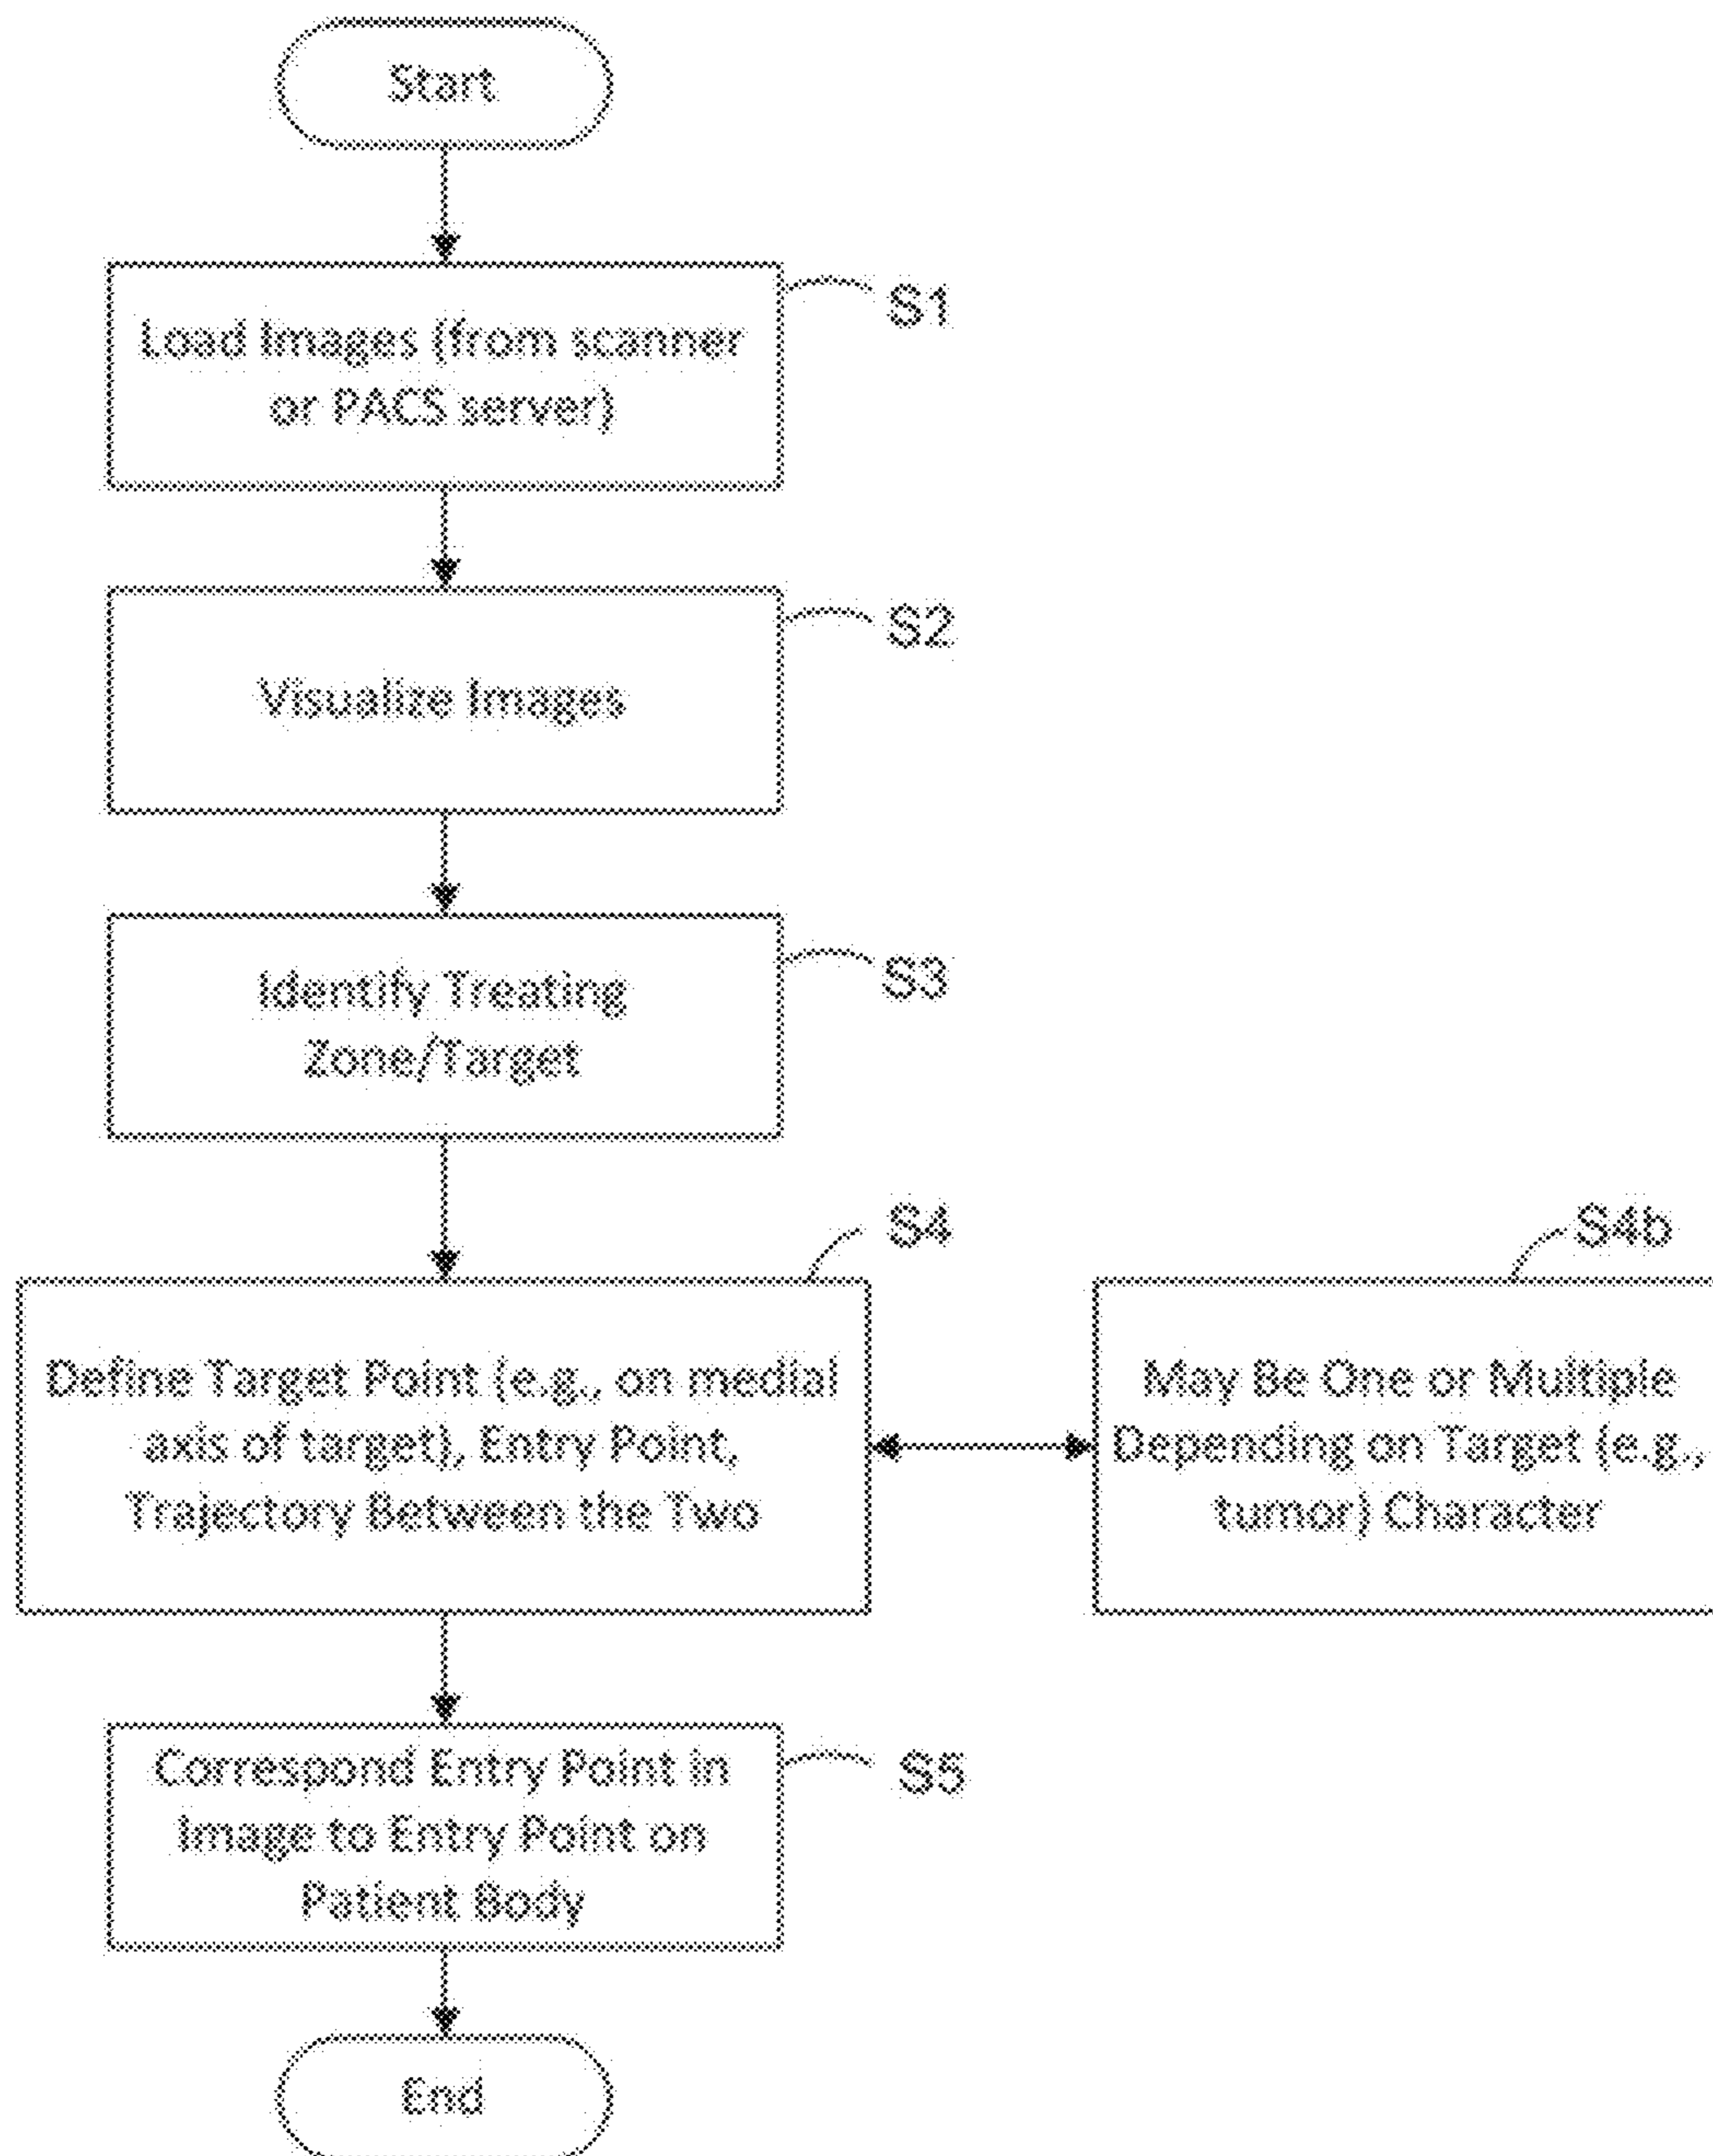 Start
S1
Load Images (from scanner
or PACS server)
S2
Visualize Images
S3
Identify Treating
Zone/Target
S4
Define Target Point (e.g., on medial
axis of target), Entry Point,
Trajectory Between the Two
S4b
May Be One or Multiple
Depending on Target (e.g.,
tumor) Character
S5
Correspond Entry Point in
Image to Entry Point on
Patient Body
End